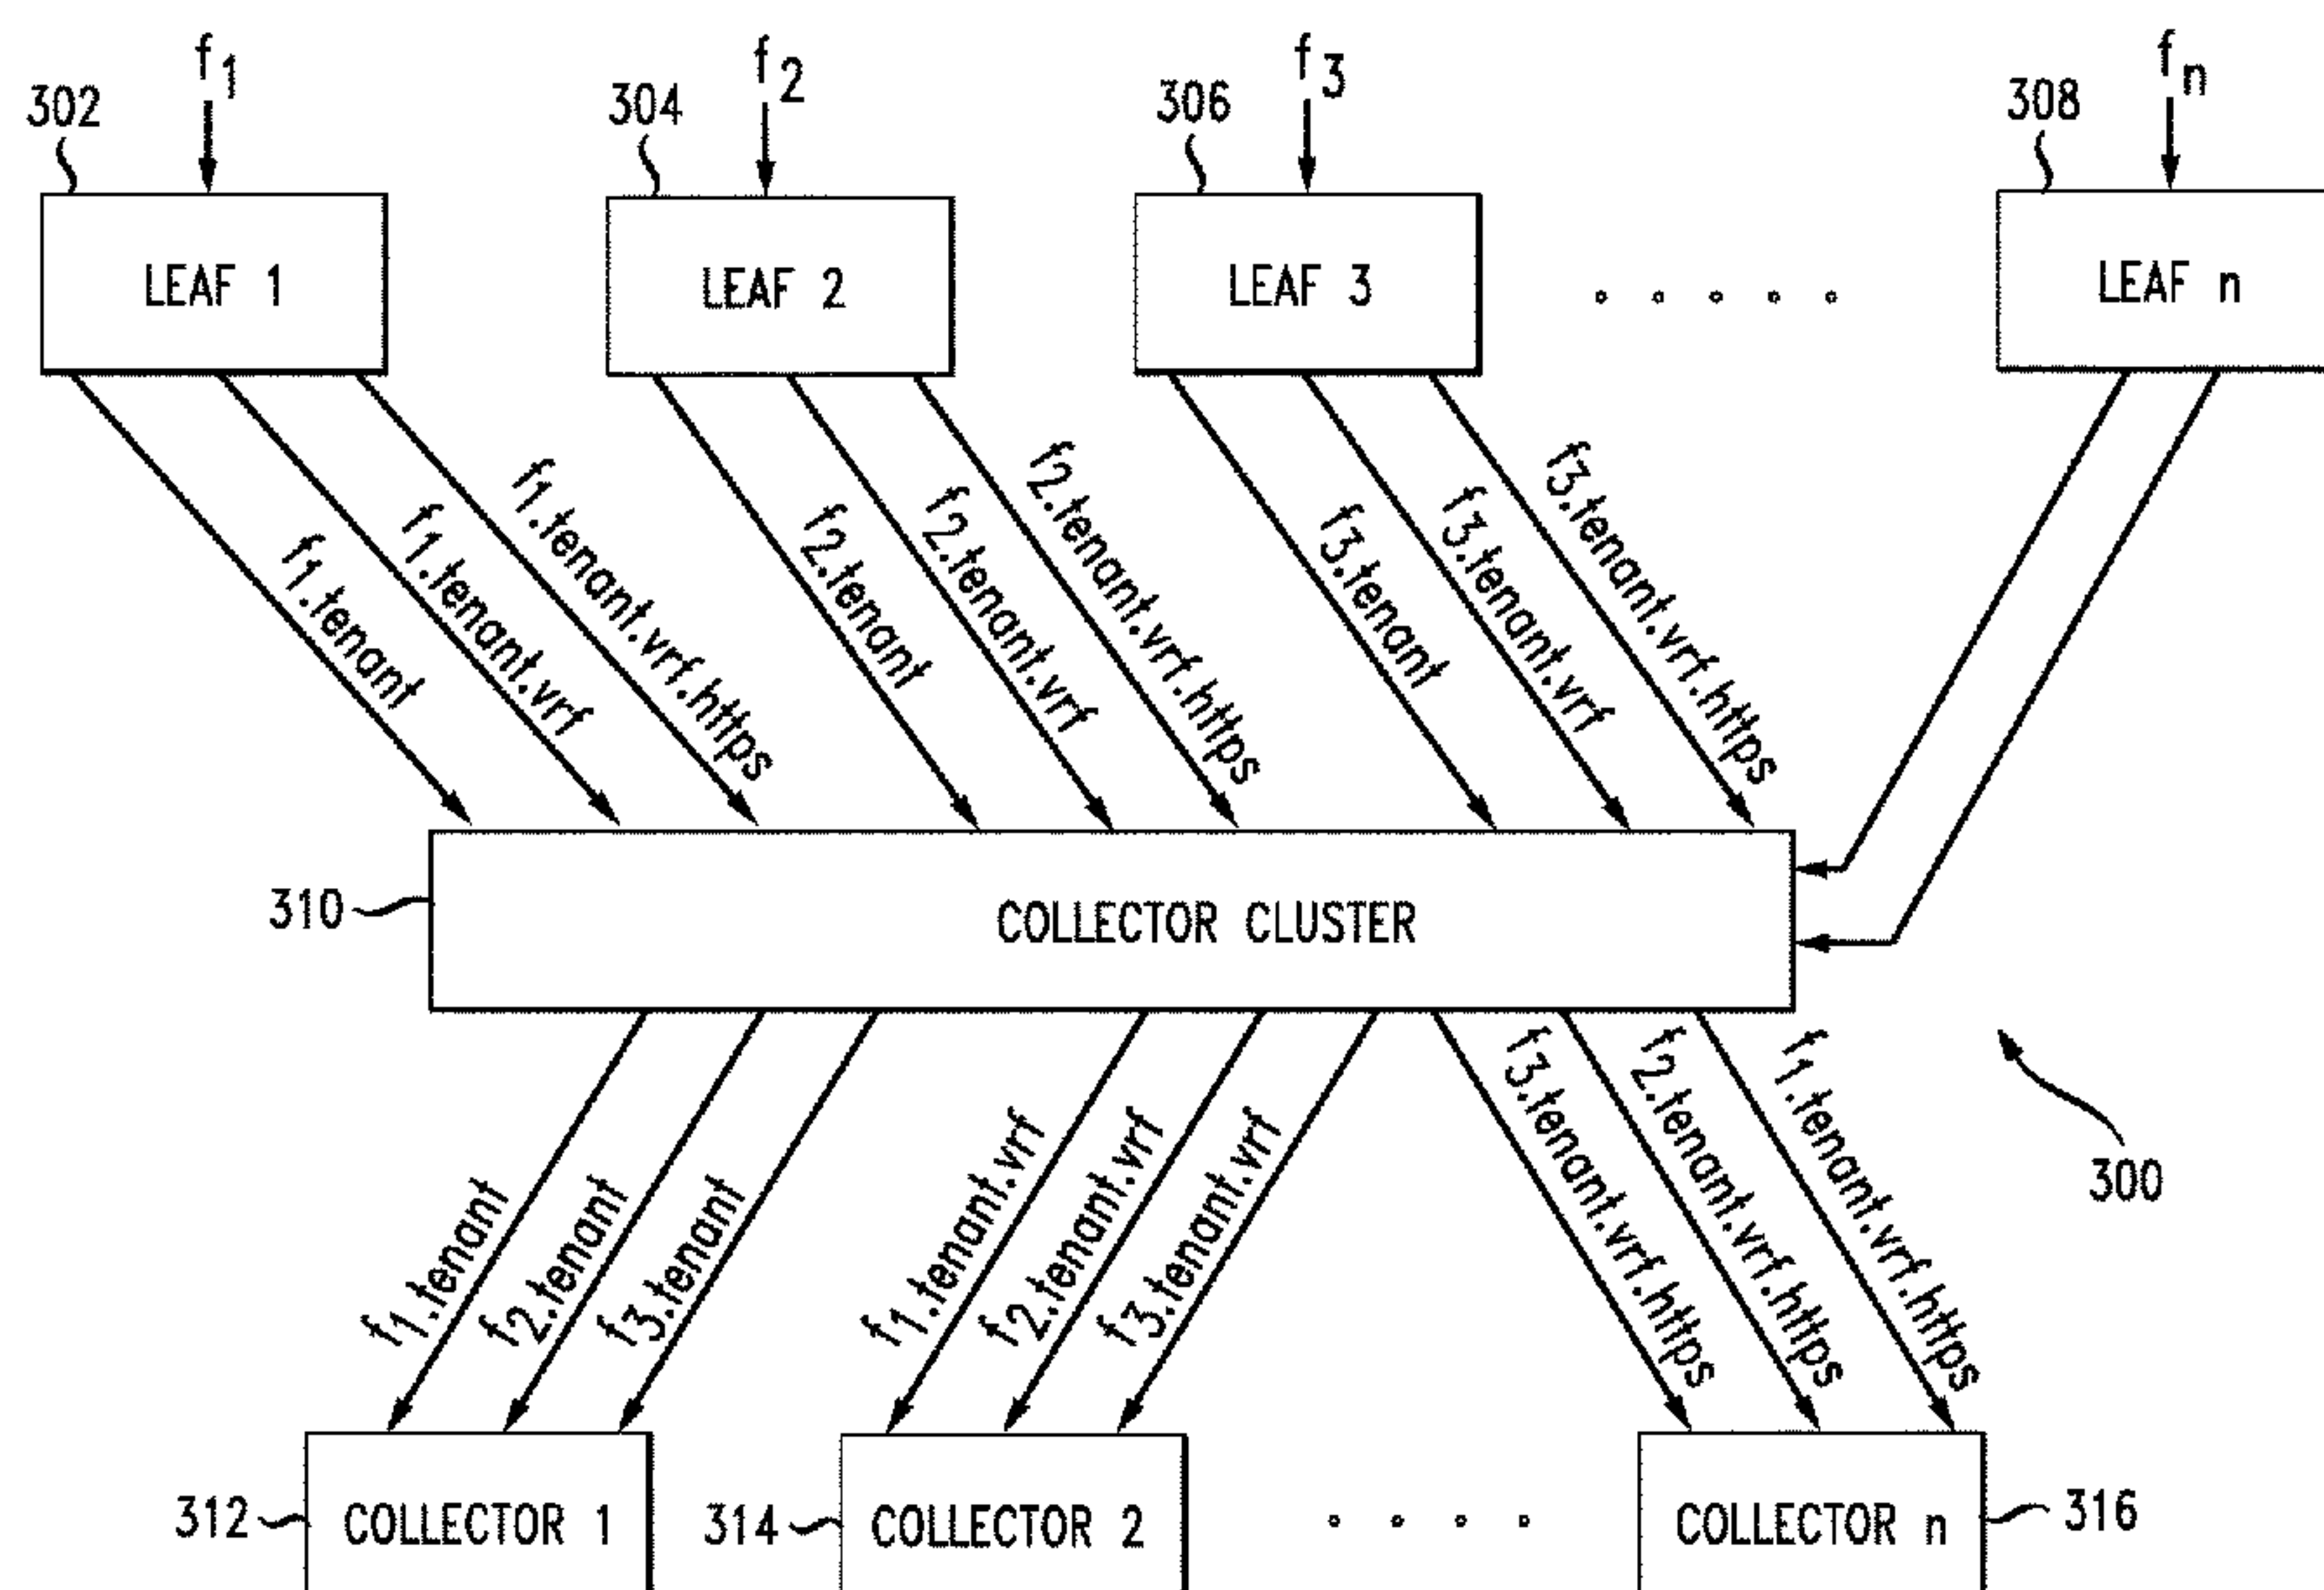 f1
f2
f3
fn
302
304
306
308
LEAF 1
LEAF 2
LEAF 3
LEAF n
f1.tenant
f1.tenant.vrf
f1.tenant.vrf.https
f2.tenant
f2.tenant.vrf
f2.tenant.vrf.https
f3.tenant
f3.tenant.vrf
f3.tenant.vrf.https
310
COLLECTOR CLUSTER
f1.tenant
f2.tenant
f3.tenant
f1.tenant.vrf
f2.tenant.vrf
f3.tenant.vrf
f3.tenant.vrf.https
f2.tenant.vrf.https
f1.tenant.vrf.https
300
312
COLLECTOR 1
314
COLLECTOR 2
COLLECTOR n
316